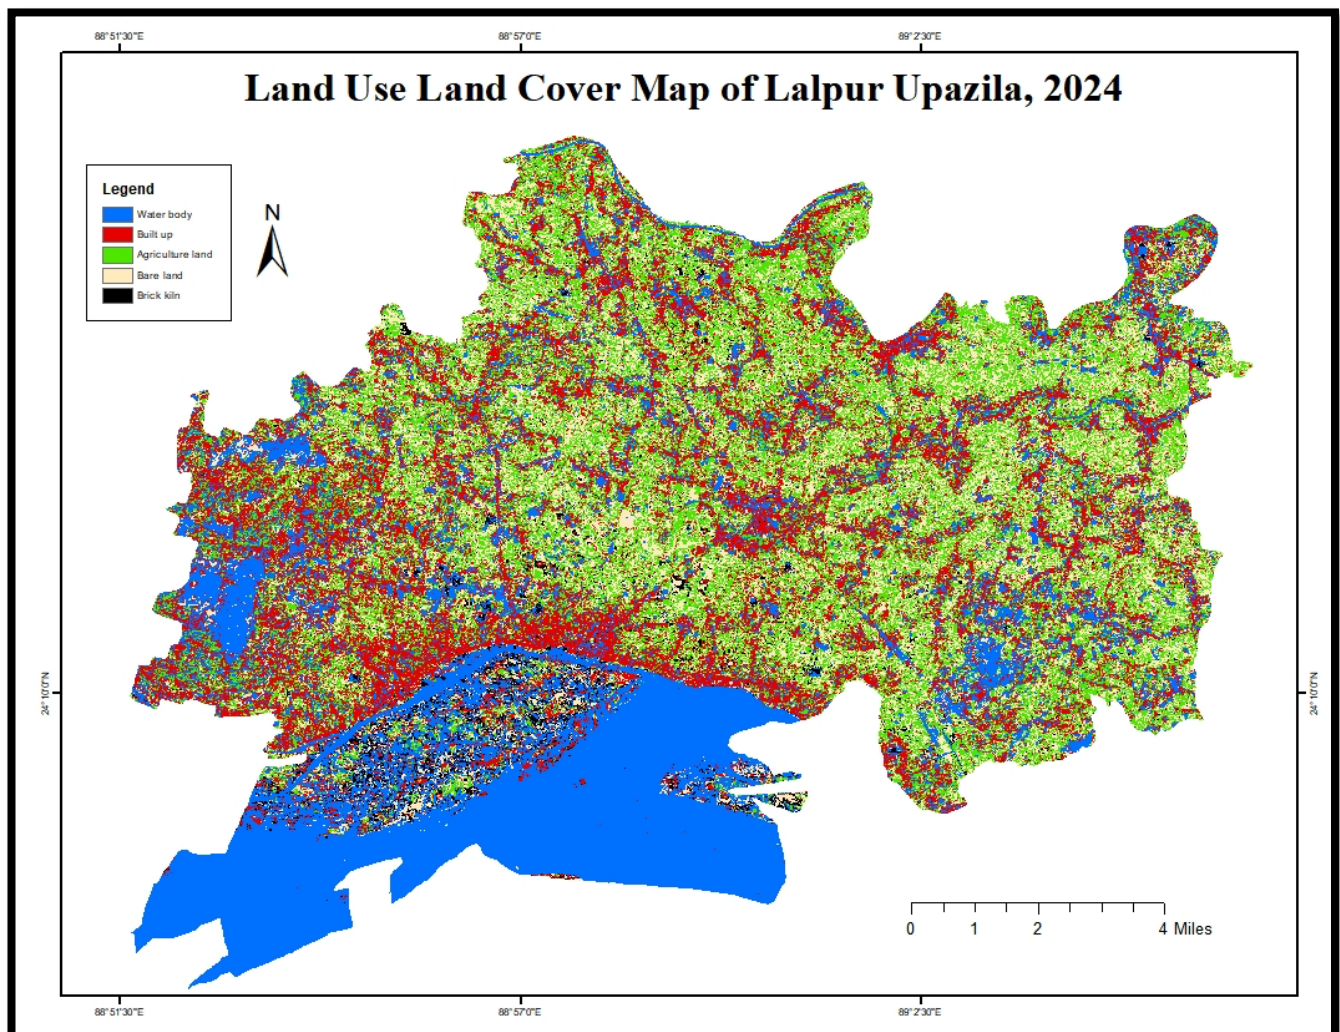 88°51'30"E 88°57'0"E 89°2'30"E
Land Use Land Cover Map of Lalpur Upazila, 2024
Legend
Water body
Built up
Agriculture land
Bare land
Brick kiln
N
24°10'0"N 24°10'0"N
0 1 2 4 Miles
88°51'30"E 88°57'0"E 89°2'30"E